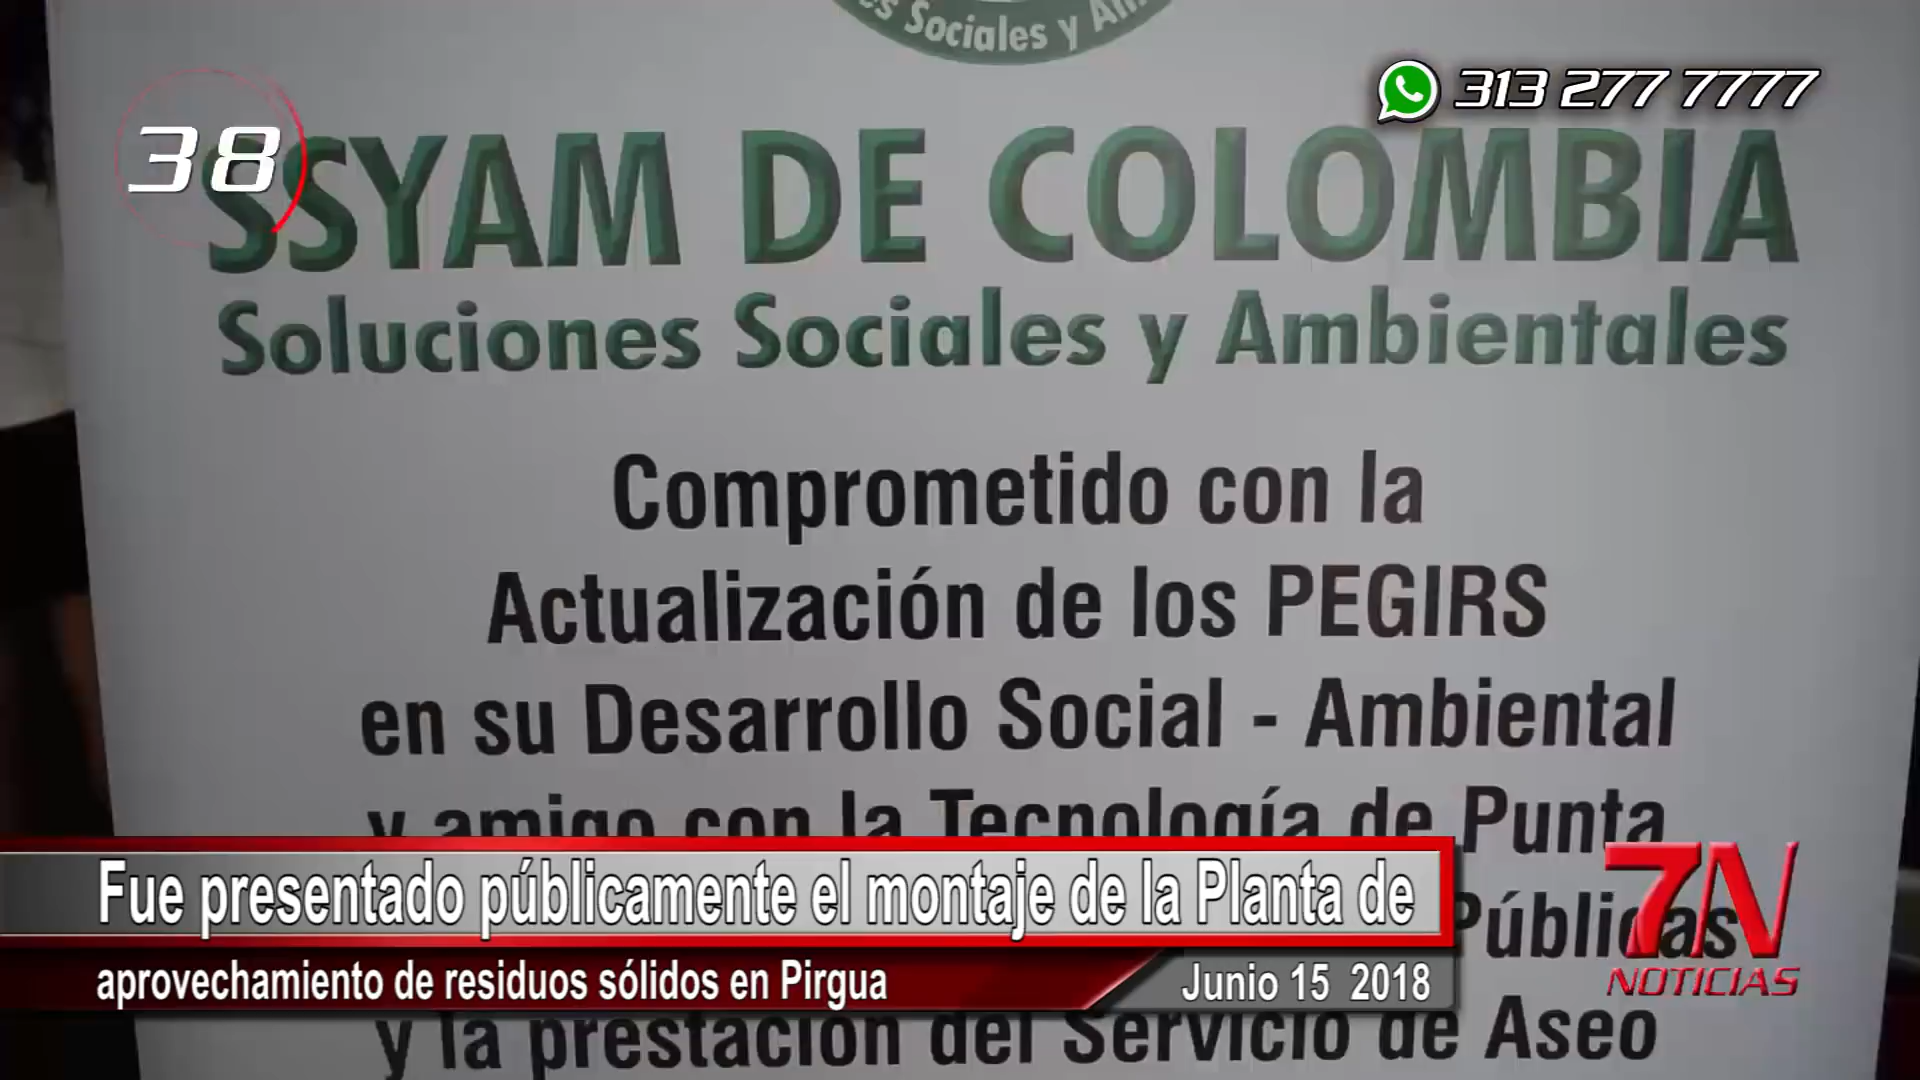 Sociales y Am
313 277 7777
38
SSYAM DE COLOMBIA
Soluciones Sociales y Ambientales
Comprometido con la
Actualización de los PEGIRS
en su Desarrollo Social - Ambiental
y amigo con la Tecnología de Punta
Públicas
y la prestación del Servicio de Aseo
Fue presentado públicamente el montaje de la Planta de
aprovechamiento de residuos sólidos en Pirgua
Junio 15 2018
7N
NOTICIAS